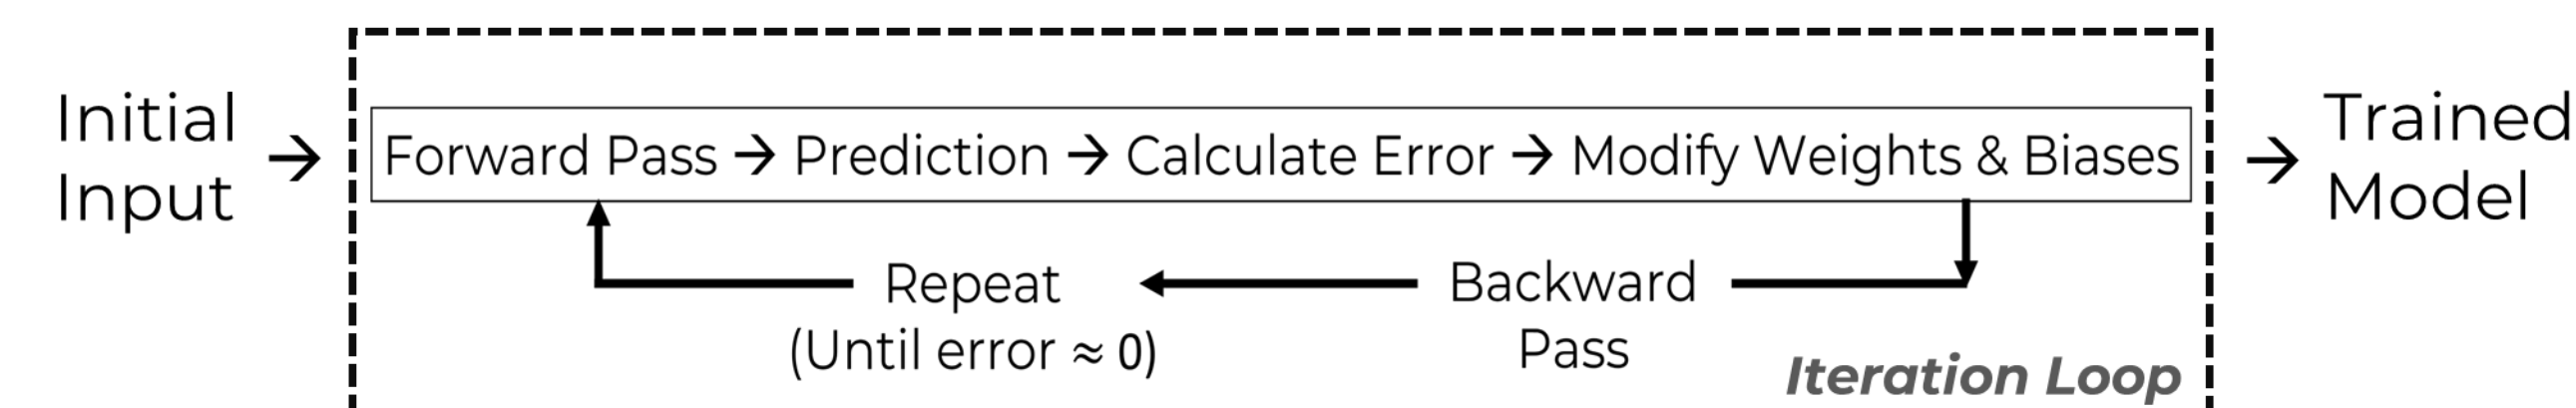 Initial
Input
→
Forward Pass → Prediction → Calculate Error → Modify Weights & Biases
→
Trained
Model
Repeat
(Until error ≈ 0)
Backward
Pass
Iteration Loop